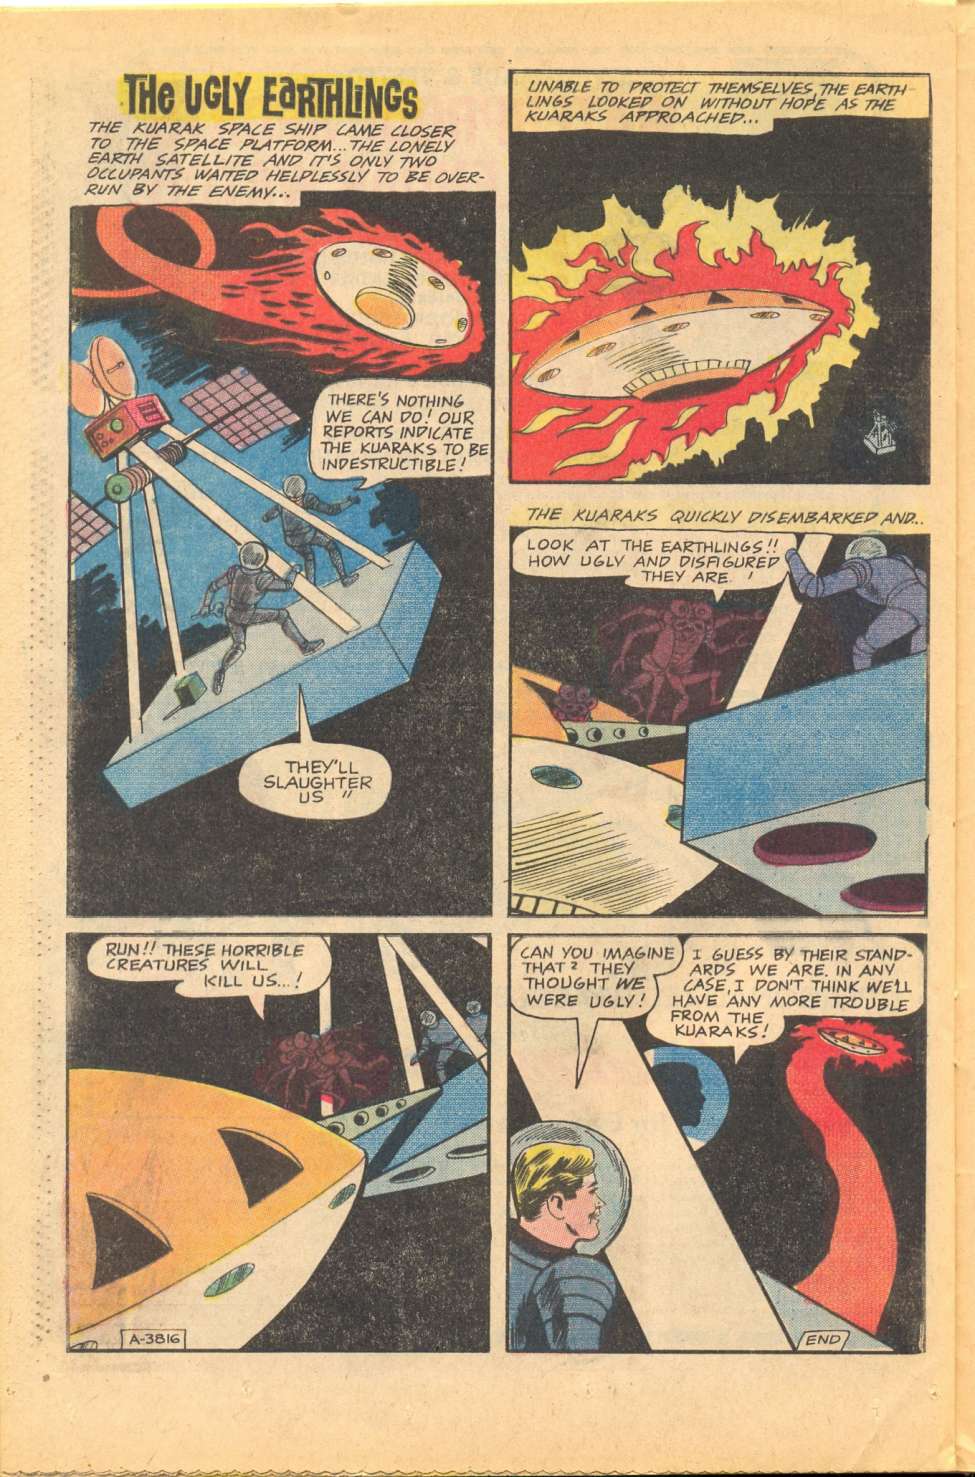 THE UGLY EARTHLINGS
THE KUARAK SPACE SHIP CAME CLOSER
TO THE SPACE PLATFORM...THE LONELY
EARTH SATELLITE AND IT'S ONLY TWO
OCCUPANTS WAITED HELPLESSLY TO BE OVER-
RUN BY THE ENEMY...
THERE'S NOTHING
WE CAN DO! OUR
REPORTS INDICATE
THE KUARAKS TO BE
INDESTRUCTIBLE!
THEY'LL
SLAUGHTER
US!!
UNABLE TO PROTECT THEMSELVES, THE EARTH-
LINGS LOOKED ON WITHOUT HOPE AS THE
KUARAKS APPROACHED...
THE KUARAKS QUICKLY DISEMBARKED AND..
LOOK AT THE EARTHLINGS!!
HOW UGLY AND DISFIGURED
THEY ARE!
RUN!! THESE HORRIBLE
CREATURES WILL
KILL US...!
A-3816
CAN YOU IMAGINE
THAT? THEY
THOUGHT WE
WERE UGLY!
I GUESS BY THEIR STAND-
ARDS WE ARE. IN ANY
CASE, I DON'T THINK WE'LL
HAVE ANY MORE TROUBLE
FROM THE
KUARAKS!
END